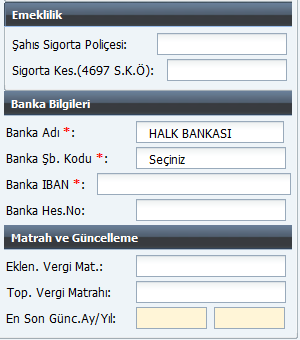 Emeklilik
Şahıs Sigorta Poliçesi:
Sigorta Kes.(4697 S.K.Ö):
Banka Bilgileri
Banka Adı *: HALK BANKASI
Banka Şb. Kodu *: Seçiniz
Banka IBAN *:
Banka Hes.No:
Matrah ve Güncelleme
Eklen. Vergi Mat.:
Top. Vergi Matrahı:
En Son Günc.Ay/Yıl: